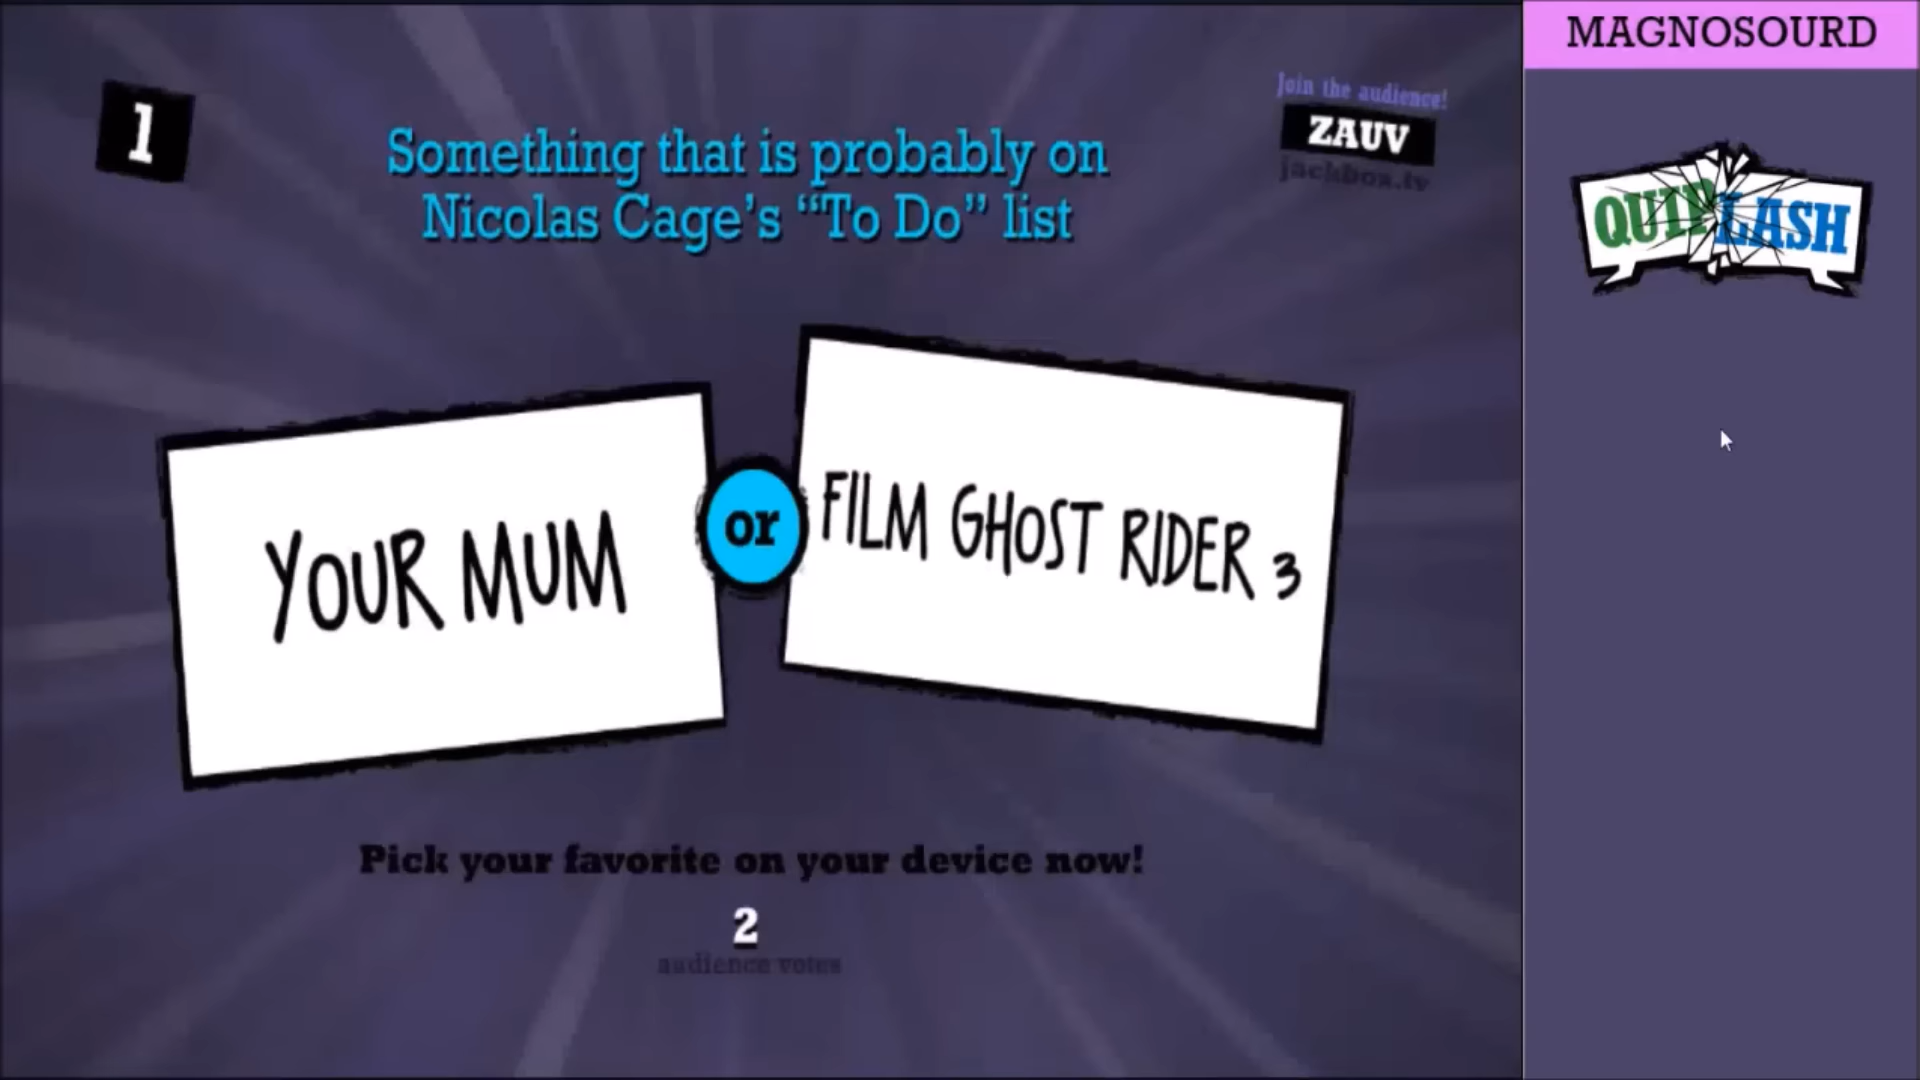 MAGNOSOURD
1
Join the audience!
ZAUV
jackbox.tv
Something that is probably on
Nicolas Cage's “To Do” list
QUIPLASH
YOUR MUM
or
FILM GHOST RIDER 3
Pick your favorite on your device now!
2
audience votes